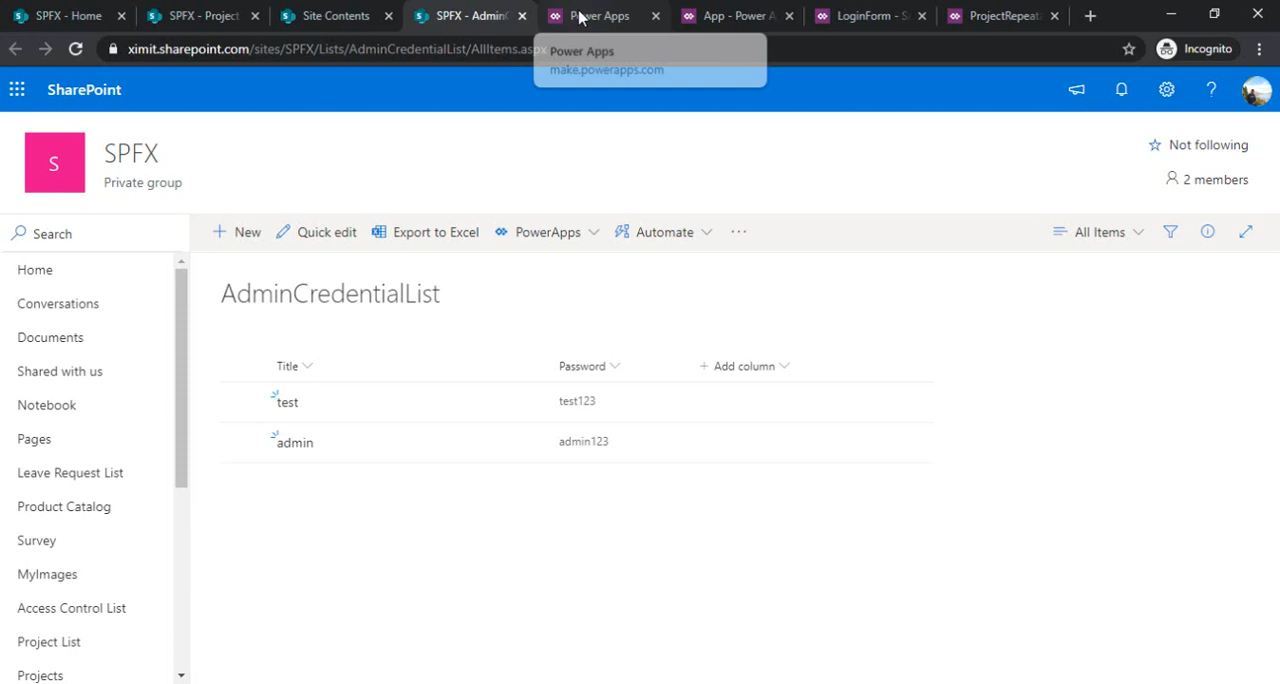 SPFX - Home
SPFX - Project
Site Contents
SPFX - Admin
Power Apps
App - Power A
LoginForm - S
ProjectRepeata
ximit.sharepoint.com/sites/SPFX/Lists/AdminCredentialList/AllItems.aspx
Incognito
Power Apps
make.powerapps.com
SharePoint
?
S
SPFX
Private group
Not following
2 members
Search
New
Quick edit
Export to Excel
PowerApps
Automate
All Items
Home
Conversations
Documents
Shared with us
Notebook
Pages
Leave Request List
Product Catalog
Survey
MyImages
Access Control List
Project List
Projects
AdminCredentialList
Title
Password
+ Add column
test
test123
admin
admin123